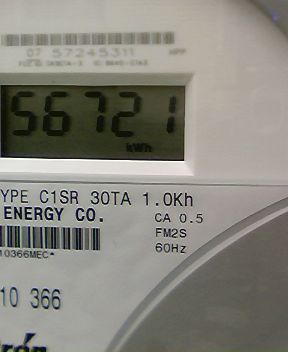 07 57245311
56721
kWh
YPE C1SR 30TA 1.0Kh
ENERGY CO.
CA 0.5
FM2S
60Hz
10366MEC*
10 366